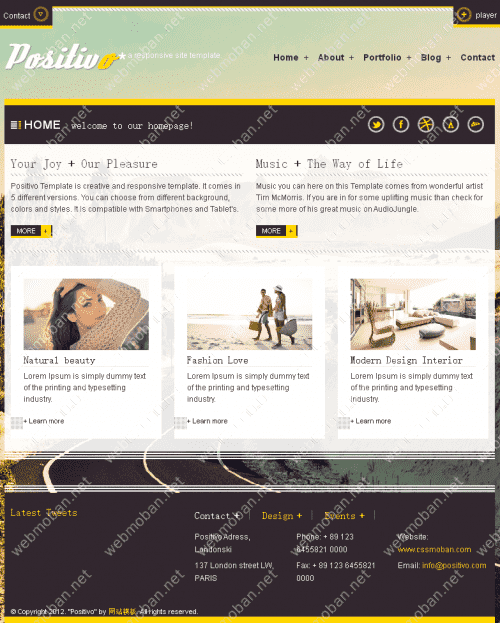 Contact
player
Positivo
a responsive site template
Home + About + Portfolio + Blog + Contact
HOME welcome to our homepage!
Your Joy + Our Pleasure
Positivo Template is creative and responsive template. It comes in
5 different versions. You can choose from different background,
colors and styles. It is compatible with Smartphones and Tablet's.
MORE +
Music + The Way of Life
Music you can here on this Template comes from wonderful artist
Tim McMorris. If you are in for some uplifting music than check for
some more of his great music on AudioJungle.
MORE +
Natural beauty
Lorem Ipsum is simply dummy text
of the printing and typesetting
industry.
+ Learn more
Fashion Love
Lorem Ipsum is simply dummy text
of the printing and typesetting
industry.
+ Learn more
Modern Design Interior
Lorem Ipsum is simply dummy text
of the printing and typesetting
industry.
+ Learn more
Latest Tweets
Contact + Design + Events +
Positivo Adress,
Landonski
137 London street LW,
PARIS
Phone: + 89 123
6455821 0000
Fax: + 89 123 6455821
0000
Website:
www.cssmoban.com
Email: info@positivo.com
© Copyright 2012. "Positivo" by 网站模板. All rights reserved.
webmoban.net